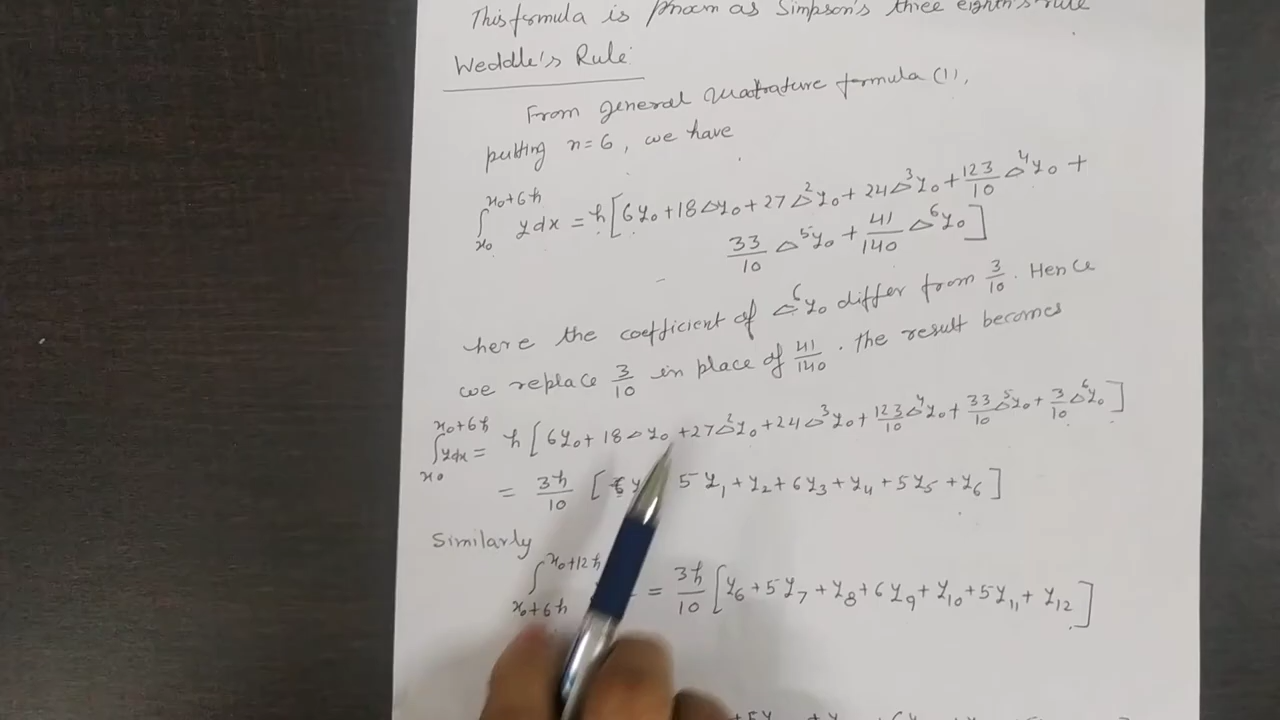 This formula is known as Simpson's three eighth's rule
Weddle's Rule
From general Quadrature formula (1),
putting n=6, we have
∫_{x₀}^{x₀+6h} ydx = h[6y₀+18Δy₀+27Δ²y₀+24Δ³y₀+123/10 Δ⁴y₀+
33/10 Δ⁵y₀+41/140 Δ⁶y₀]
here the coefficient of Δ⁶y₀ differ from 3/10. Hence
we replace 3/10 in place of 41/140. the result becomes
∫_{x₀}^{x₀+6h} ydx = h[6y₀+18Δy₀+27Δ²y₀+24Δ³y₀+123/10 Δ⁴y₀+33/10 Δ⁵y₀+3/10 Δ⁶y₀]
= 3h/10 [ 5y₁+y₂+6y₃+y₄+5y₅+y₆]
Similarly
∫_{x₀+6h}^{x₀+12h} = 3h/10 [y₆+5y₇+y₈+6y₉+y₁₀+5y₁₁+y₁₂]